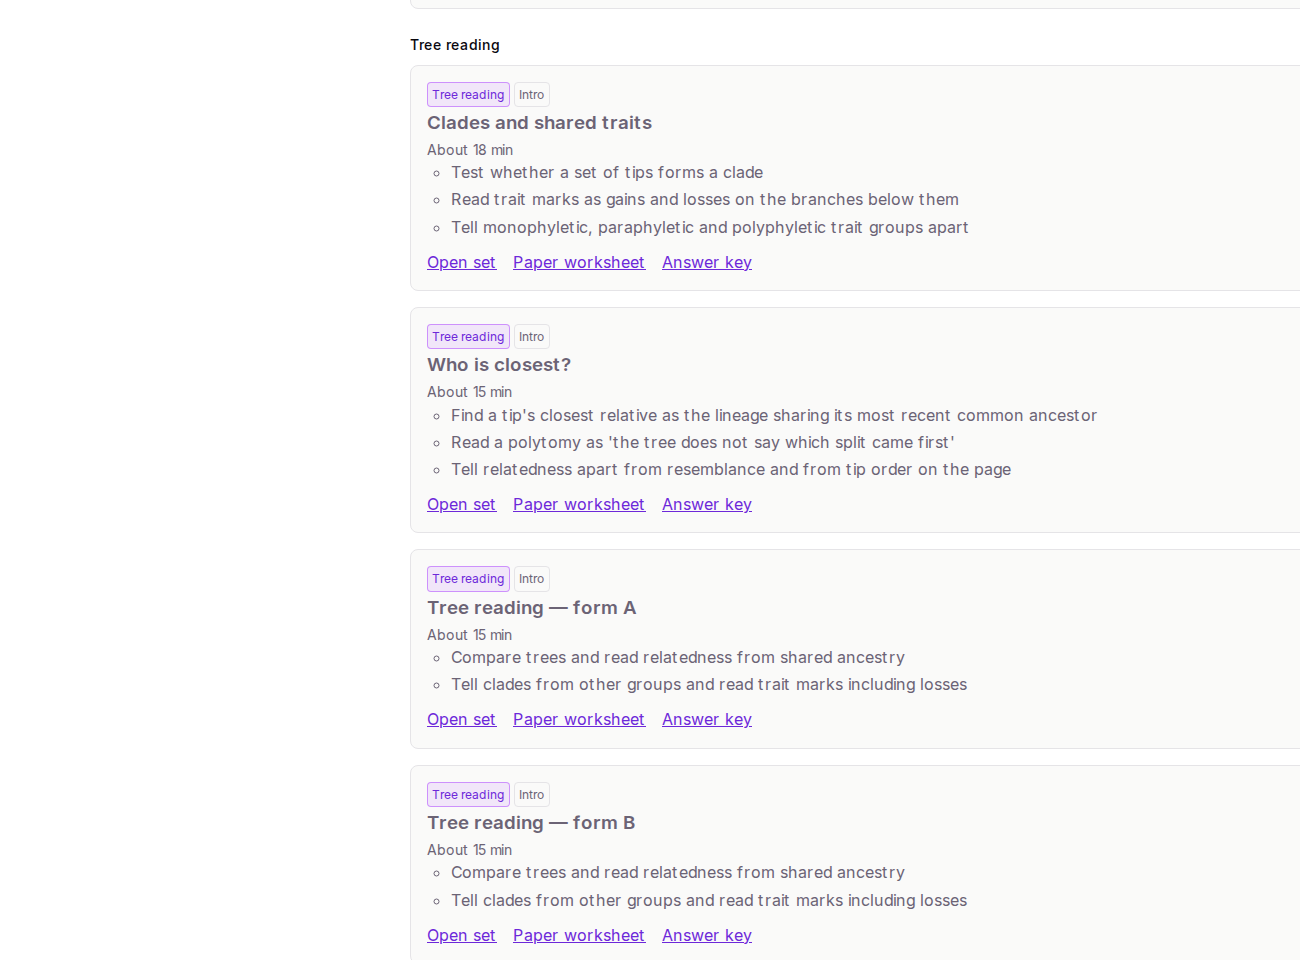 Tree reading
Tree reading Intro
Clades and shared traits
About 18 min
Test whether a set of tips forms a clade
Read trait marks as gains and losses on the branches below them
Tell monophyletic, paraphyletic and polyphyletic trait groups apart
Open set Paper worksheet Answer key
Tree reading Intro
Who is closest?
About 15 min
Find a tip's closest relative as the lineage sharing its most recent common ancestor
Read a polytomy as 'the tree does not say which split came first'
Tell relatedness apart from resemblance and from tip order on the page
Open set Paper worksheet Answer key
Tree reading Intro
Tree reading — form A
About 15 min
Compare trees and read relatedness from shared ancestry
Tell clades from other groups and read trait marks including losses
Open set Paper worksheet Answer key
Tree reading Intro
Tree reading — form B
About 15 min
Compare trees and read relatedness from shared ancestry
Tell clades from other groups and read trait marks including losses
Open set Paper worksheet Answer key